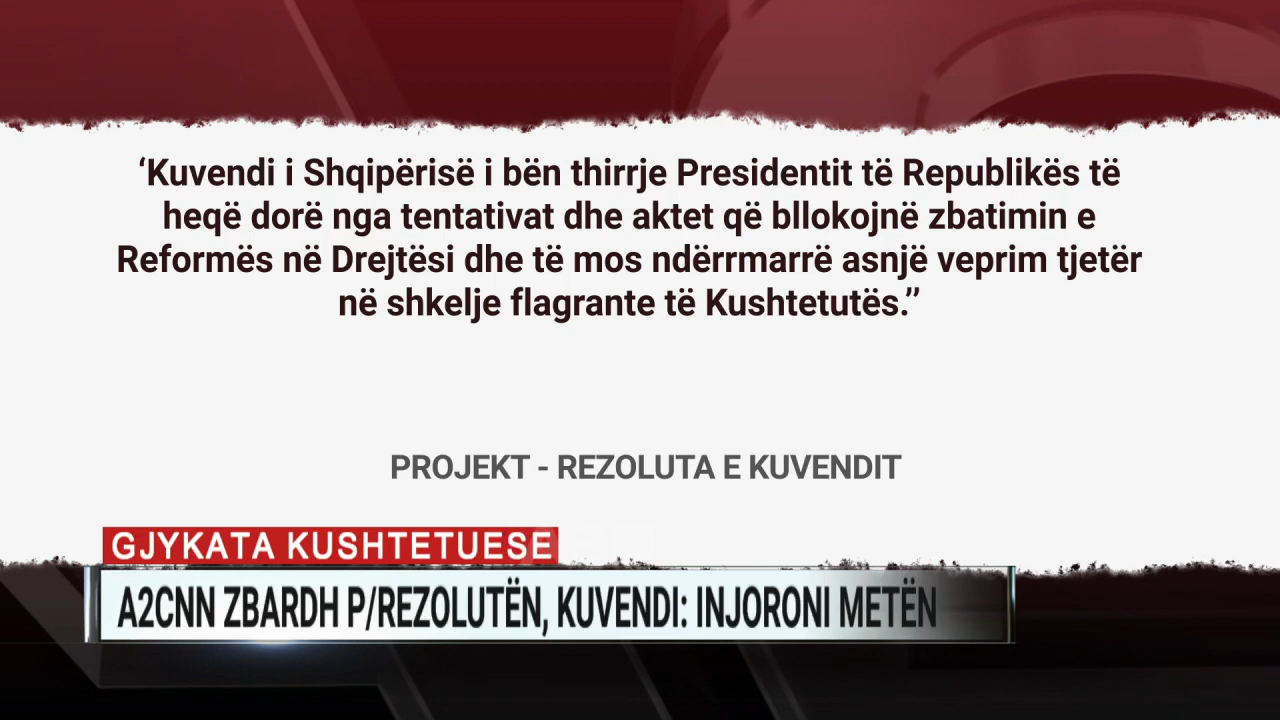 ‘Kuvendi i Shqipërisë i bën thirrje Presidentit të Republikës të
heqë dorë nga tentativat dhe aktet që bllokojnë zbatimin e
Reformës në Drejtësi dhe të mos ndërrmarrë asnjë veprim tjetër
në shkelje flagrante të Kushtetutës.”
PROJEKT - REZOLUTA E KUVENDIT
GJYKATA KUSHTETUESE
A2CNN ZBARDH P/REZOLUTËN, KUVENDI: INJORONI METËN